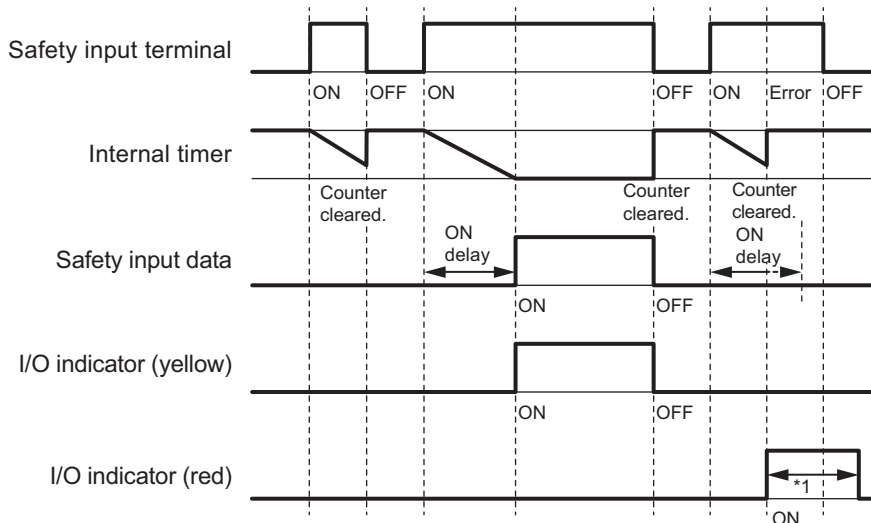 Safety input terminal
ON OFF ON OFF ON Error OFF
Internal timer
Counter
cleared.
Counter
cleared.
Counter
cleared.
Safety input data
ON
delay
ON
delay
ON OFF
I/O indicator (yellow)
ON OFF
I/O indicator (red)
*1
ON